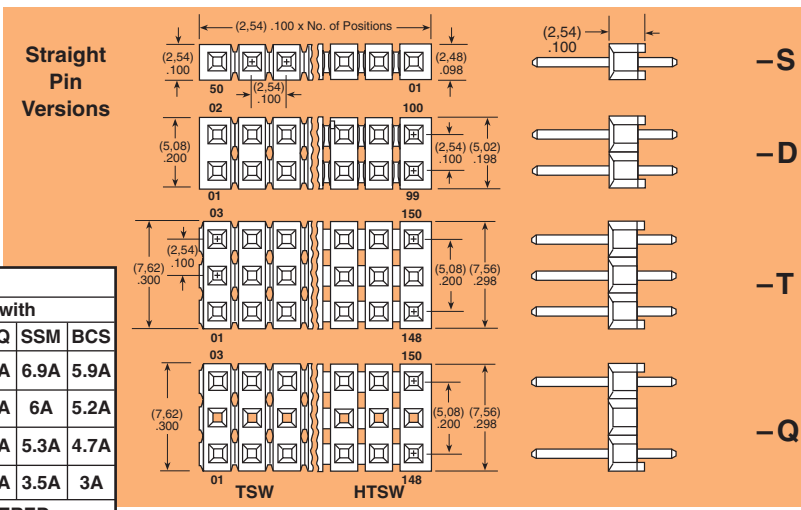 Straight
Pin
Versions
(2,54) .100 x No. of Positions
(2,54)
.100
(2,48)
.098
50
01
(2,54)
.100
(2,54)
.100
–S
02
100
(5,08)
.200
(2,54)
.100
(5,02)
.198
01
99
–D
03
150
(7,62)
.300
(2,54)
.100
(5,08)
.200
(7,56)
.298
01
148
–T
03
150
(7,62)
.300
(5,08)
.200
(7,56)
.298
01
148
TSW
HTSW
–Q
with
Q SSM BCS
A 6.9A 5.9A
A 6A 5.2A
A 5.3A 4.7A
A 3.5A 3A